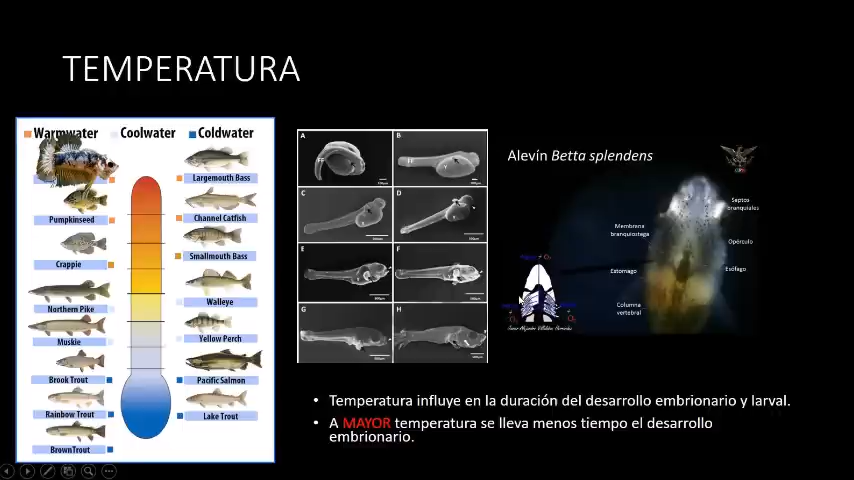 TEMPERATURA
Warmwater
Coolwater
Coldwater
Largemouth Bass
Pumpkinseed
Channel Catfish
Crappie
Smallmouth Bass
Northern Pike
Walleye
Muskie
Yellow Perch
Brook Trout
Pacific Salmon
Rainbow Trout
Lake Trout
BrownTrout
A
B
C
D
E
F
G
H
Alevín Betta splendens
Septos
branquiales
Membrana
branquiostega
Opérculo
Esófago
Estomago
Columna
vertebral
• Temperatura influye en la duración del desarrollo embrionario y larval.
• A MAYOR temperatura se lleva menos tiempo el desarrollo
embrionario.